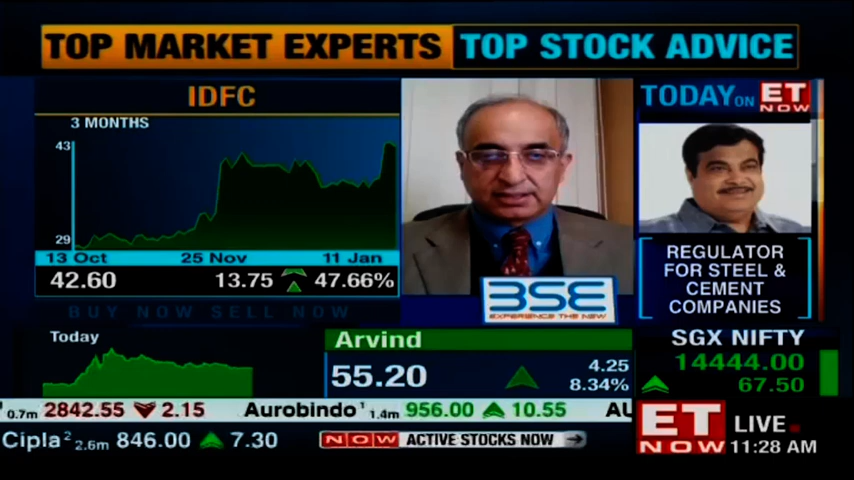 TOP MARKET EXPERTS TOP STOCK ADVICE
IDFC
3 MONTHS
43
29
13 Oct 25 Nov 11 Jan
42.60 13.75 47.66%
BUY NOW SELL NOW
BSE
EXPERIENCE THE NEW
TODAY ON ET NOW
REGULATOR
FOR STEEL &
CEMENT
COMPANIES
Today
Arvind
55.20 4.25
8.34%
SGX NIFTY
14444.00
67.50
0.7m 2842.55 2.15 Aurobindo¹ 1.4m 956.00 10.55 AU
Cipla² 2.6m 846.00 7.30 NOW ACTIVE STOCKS NOW
ET
NOW
LIVE
11:28 AM